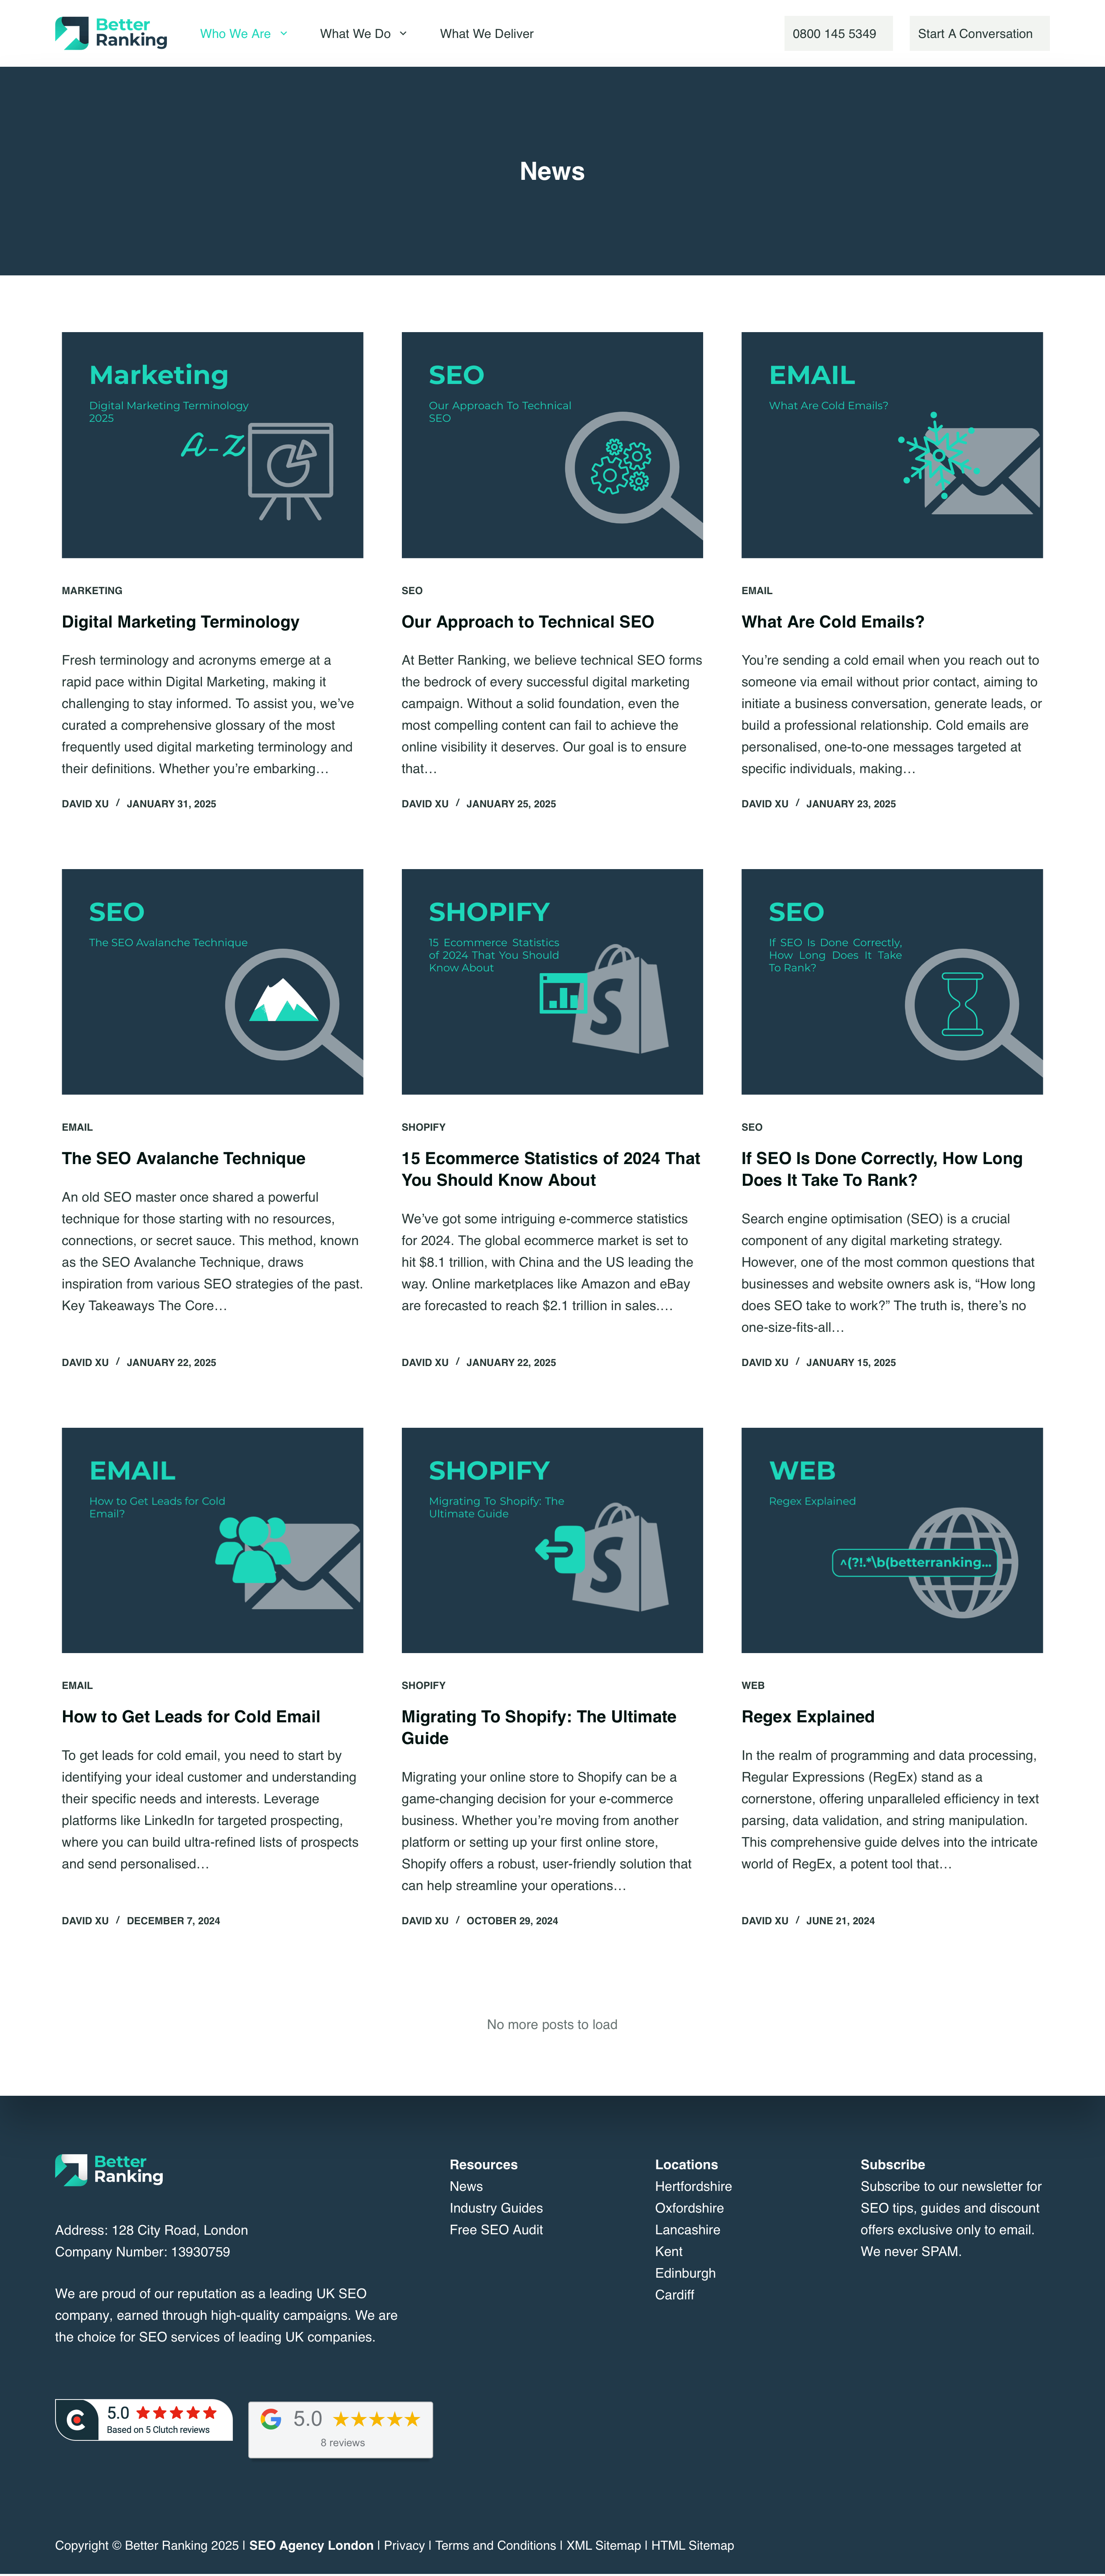 Better
Ranking
Who We Are
What We Do
What We Deliver
0800 145 5349
Start A Conversation
News
Marketing
Digital Marketing Terminology
2025
A-Z
MARKETING
Digital Marketing Terminology
Fresh terminology and acronyms emerge at a
rapid pace within Digital Marketing, making it
challenging to stay informed. To assist you, we’ve
curated a comprehensive glossary of the most
frequently used digital marketing terminology and
their definitions. Whether you’re embarking…
DAVID XU / JANUARY 31, 2025
SEO
Our Approach To Technical
SEO
SEO
Our Approach to Technical SEO
At Better Ranking, we believe technical SEO forms
the bedrock of every successful digital marketing
campaign. Without a solid foundation, even the
most compelling content can fail to achieve the
online visibility it deserves. Our goal is to ensure
that…
DAVID XU / JANUARY 25, 2025
EMAIL
What Are Cold Emails?
EMAIL
What Are Cold Emails?
You’re sending a cold email when you reach out to
someone via email without prior contact, aiming to
initiate a business conversation, generate leads, or
build a professional relationship. Cold emails are
personalised, one-to-one messages targeted at
specific individuals, making…
DAVID XU / JANUARY 23, 2025
SEO
The SEO Avalanche Technique
EMAIL
The SEO Avalanche Technique
An old SEO master once shared a powerful
technique for those starting with no resources,
connections, or secret sauce. This method, known
as the SEO Avalanche Technique, draws
inspiration from various SEO strategies of the past.
Key Takeaways The Core…
DAVID XU / JANUARY 22, 2025
SHOPIFY
15 Ecommerce Statistics
of 2024 That You Should
Know About
S
SHOPIFY
15 Ecommerce Statistics of 2024 That
You Should Know About
We’ve got some intriguing e-commerce statistics
for 2024. The global ecommerce market is set to
hit $8.1 trillion, with China and the US leading the
way. Online marketplaces like Amazon and eBay
are forecasted to reach $2.1 trillion in sales.…
DAVID XU / JANUARY 22, 2025
SEO
If SEO Is Done Correctly,
How Long Does It Take
To Rank?
SEO
If SEO Is Done Correctly, How Long
Does It Take To Rank?
Search engine optimisation (SEO) is a crucial
component of any digital marketing strategy.
However, one of the most common questions that
businesses and website owners ask is, “How long
does SEO take to work?” The truth is, there’s no
one-size-fits-all…
DAVID XU / JANUARY 15, 2025
EMAIL
How to Get Leads for Cold
Email?
EMAIL
How to Get Leads for Cold Email
To get leads for cold email, you need to start by
identifying your ideal customer and understanding
their specific needs and interests. Leverage
platforms like LinkedIn for targeted prospecting,
where you can build ultra-refined lists of prospects
and send personalised…
DAVID XU / DECEMBER 7, 2024
SHOPIFY
Migrating To Shopify: The
Ultimate Guide
S
SHOPIFY
Migrating To Shopify: The Ultimate
Guide
Migrating your online store to Shopify can be a
game-changing decision for your e-commerce
business. Whether you’re moving from another
platform or setting up your first online store,
Shopify offers a robust, user-friendly solution that
can help streamline your operations…
DAVID XU / OCTOBER 29, 2024
WEB
Regex Explained
^(?!.*\b(betterranking...
WEB
Regex Explained
In the realm of programming and data processing,
Regular Expressions (RegEx) stand as a
cornerstone, offering unparalleled efficiency in text
parsing, data validation, and string manipulation.
This comprehensive guide delves into the intricate
world of RegEx, a potent tool that…
DAVID XU / JUNE 21, 2024
No more posts to load
Better
Ranking
Address: 128 City Road, London
Company Number: 13930759
We are proud of our reputation as a leading UK SEO
company, earned through high-quality campaigns. We are
the choice for SEO services of leading UK companies.
Resources
News
Industry Guides
Free SEO Audit
Locations
Hertfordshire
Oxfordshire
Lancashire
Kent
Edinburgh
Cardiff
Subscribe
Subscribe to our newsletter for
SEO tips, guides and discount
offers exclusive only to email.
We never SPAM.
5.0
Based on 5 Clutch reviews
G 5.0
8 reviews
Copyright © Better Ranking 2025 | SEO Agency London | Privacy | Terms and Conditions | XML Sitemap | HTML Sitemap